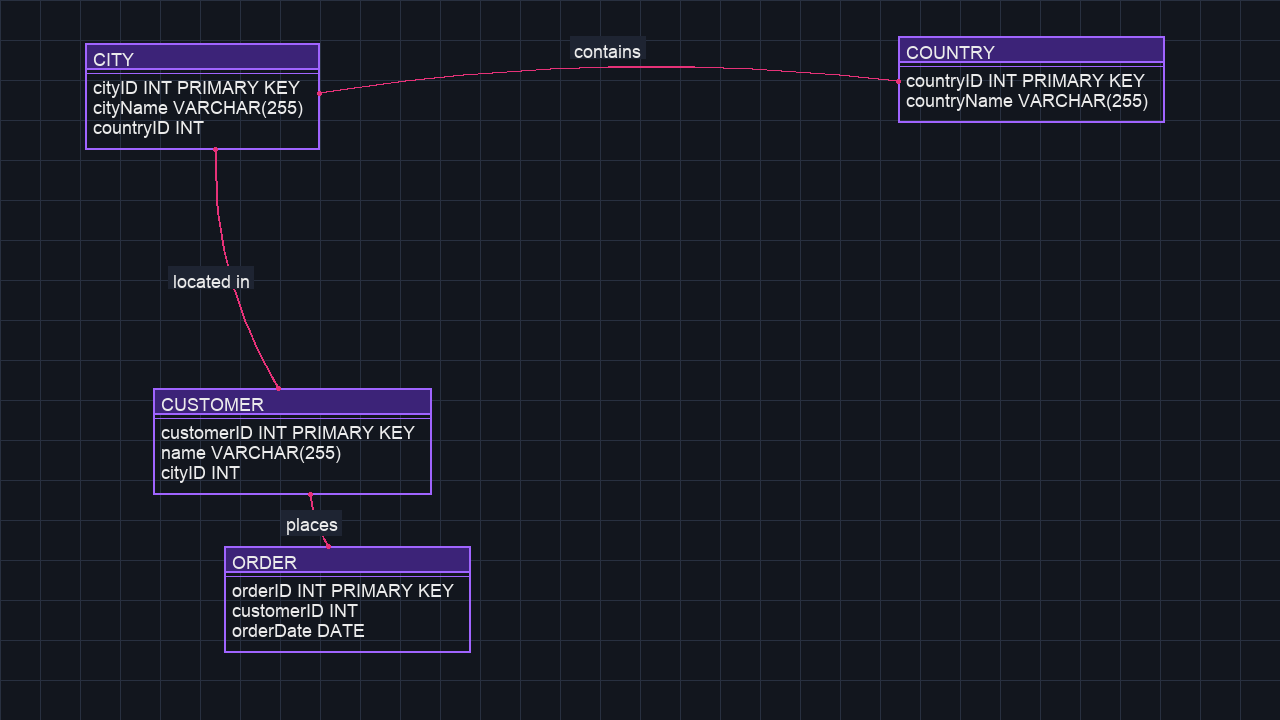 CITY
cityID INT PRIMARY KEY
cityName VARCHAR(255)
countryID INT
contains
COUNTRY
countryID INT PRIMARY KEY
countryName VARCHAR(255)
located in
CUSTOMER
customerID INT PRIMARY KEY
name VARCHAR(255)
cityID INT
places
ORDER
orderID INT PRIMARY KEY
customerID INT
orderDate DATE